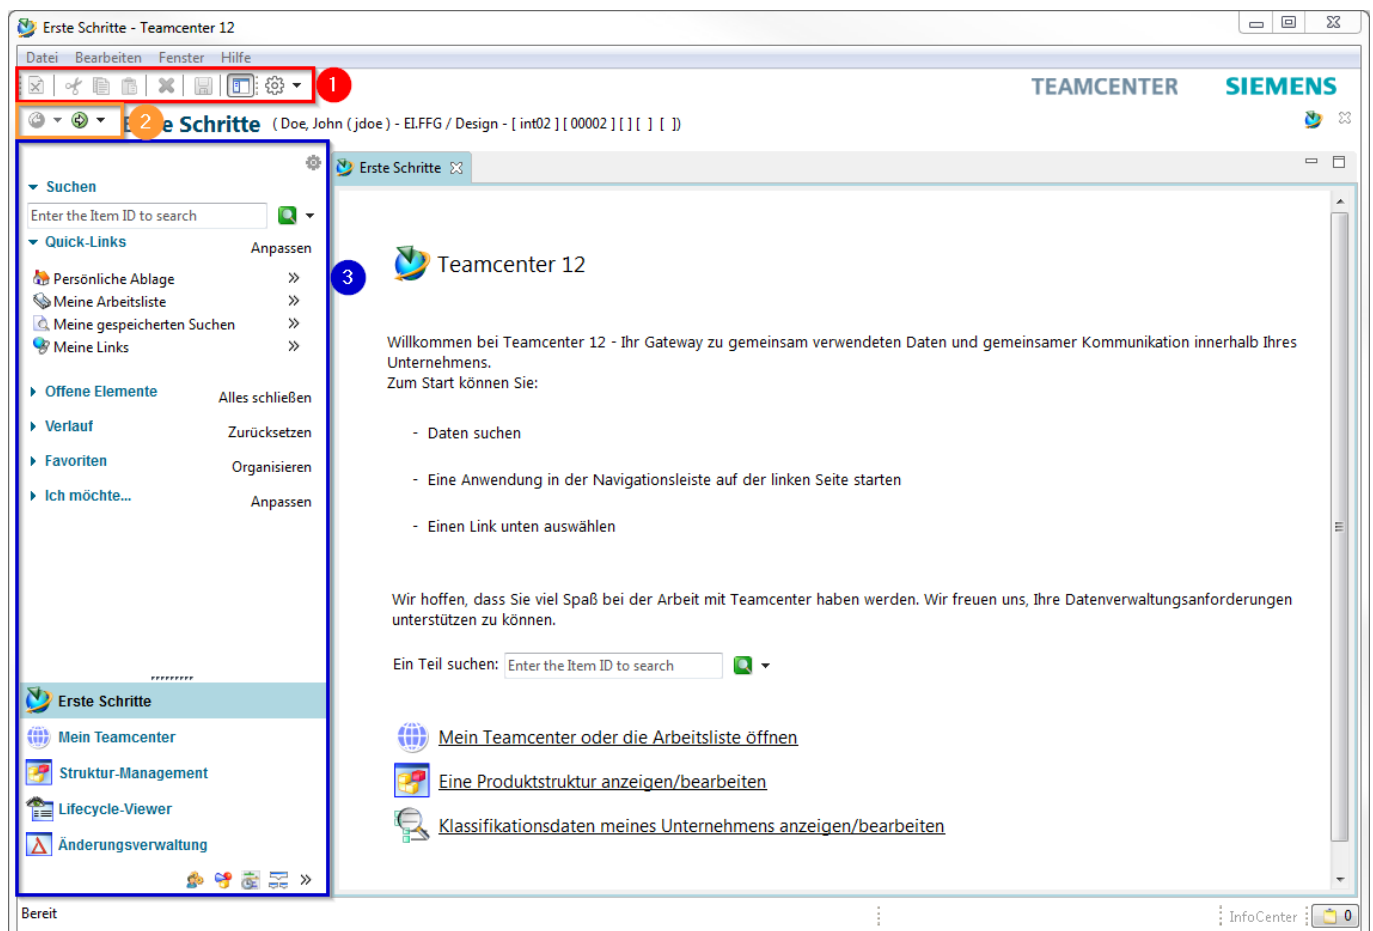 Erste Schritte - Teamcenter 12
Datei Bearbeiten Fenster Hilfe
1
TEAMCENTER SIEMENS
2
e Schritte ( Doe, John ( jdoe ) - EI.FFG / Design - [ int02 ] [ 00002 ] [ ] [ ] [ ])
Erste Schritte
Suchen
Enter the Item ID to search
Quick-Links Anpassen
3
Persönliche Ablage »
Meine Arbeitsliste »
Meine gespeicherten Suchen »
Meine Links »
Offene Elemente Alles schließen
Verlauf Zurücksetzen
Favoriten Organisieren
Ich möchte... Anpassen
Erste Schritte
Mein Teamcenter
Struktur-Management
Lifecycle-Viewer
Änderungsverwaltung
»
Teamcenter 12
Willkommen bei Teamcenter 12 - Ihr Gateway zu gemeinsam verwendeten Daten und gemeinsamer Kommunikation innerhalb Ihres
Unternehmens.
Zum Start können Sie:
- Daten suchen
- Eine Anwendung in der Navigationsleiste auf der linken Seite starten
- Einen Link unten auswählen
Wir hoffen, dass Sie viel Spaß bei der Arbeit mit Teamcenter haben werden. Wir freuen uns, Ihre Datenverwaltungsanforderungen
unterstützen zu können.
Ein Teil suchen: Enter the Item ID to search
Mein Teamcenter oder die Arbeitsliste öffnen
Eine Produktstruktur anzeigen/bearbeiten
Klassifikationsdaten meines Unternehmens anzeigen/bearbeiten
Bereit
InfoCenter 0